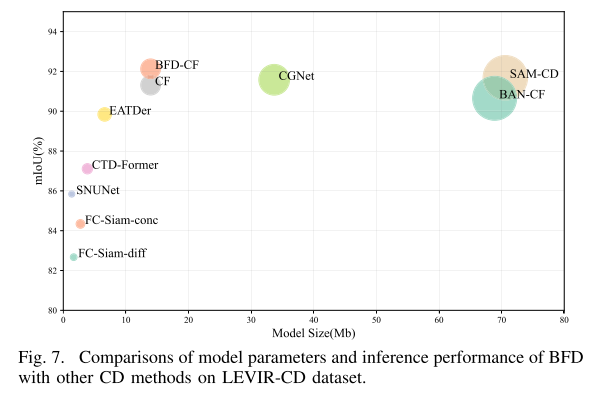 94
92
90
88
86
84
82
80
mIoU(%)
BFD-CF
CF
CGNet
SAM-CD
BAN-CF
EATDer
CTD-Former
SNUNet
FC-Siam-conc
FC-Siam-diff
0 10 20 30 40 50 60 70 80
Model Size(Mb)
Fig. 7. Comparisons of model parameters and inference performance of BFD
with other CD methods on LEVIR-CD dataset.